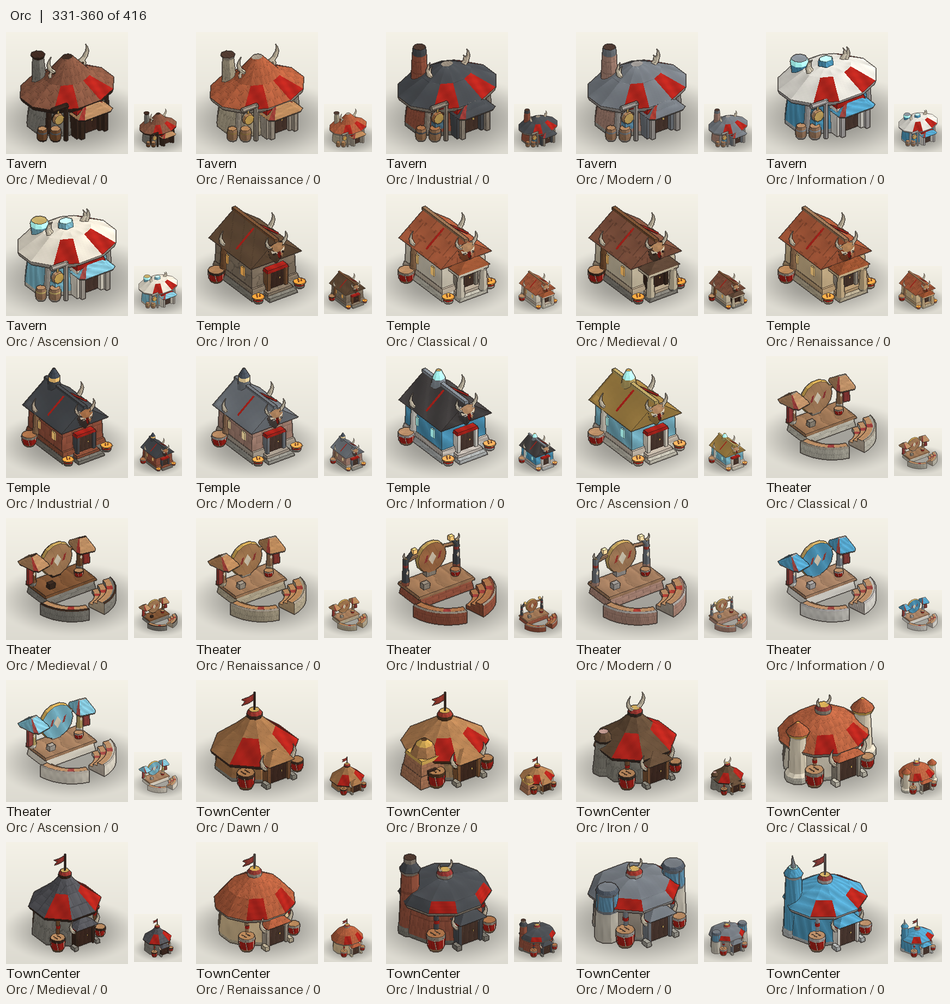 Orc | 331-360 of 416
Tavern
Orc / Medieval / 0
Tavern
Orc / Renaissance / 0
Tavern
Orc / Industrial / 0
Tavern
Orc / Modern / 0
Tavern
Orc / Information / 0
Tavern
Orc / Ascension / 0
Temple
Orc / Iron / 0
Temple
Orc / Classical / 0
Temple
Orc / Medieval / 0
Temple
Orc / Renaissance / 0
Temple
Orc / Industrial / 0
Temple
Orc / Modern / 0
Temple
Orc / Information / 0
Temple
Orc / Ascension / 0
Theater
Orc / Classical / 0
Theater
Orc / Medieval / 0
Theater
Orc / Renaissance / 0
Theater
Orc / Industrial / 0
Theater
Orc / Modern / 0
Theater
Orc / Information / 0
Theater
Orc / Ascension / 0
TownCenter
Orc / Dawn / 0
TownCenter
Orc / Bronze / 0
TownCenter
Orc / Iron / 0
TownCenter
Orc / Classical / 0
TownCenter
Orc / Medieval / 0
TownCenter
Orc / Renaissance / 0
TownCenter
Orc / Industrial / 0
TownCenter
Orc / Modern / 0
TownCenter
Orc / Information / 0